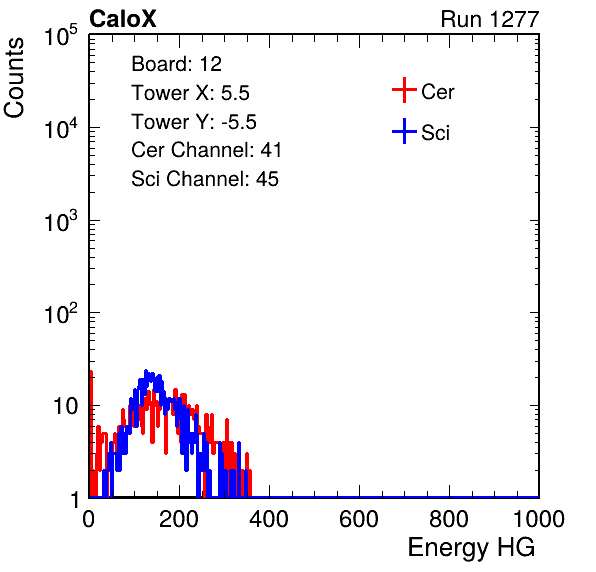 CaloX Run 1277
Board: 12
Tower X: 5.5
Tower Y: -5.5
Cer Channel: 41
Sci Channel: 45
Cer
Sci
Counts
10^5
10^4
10^3
10^2
10
1
0 200 400 600 800 1000
Energy HG